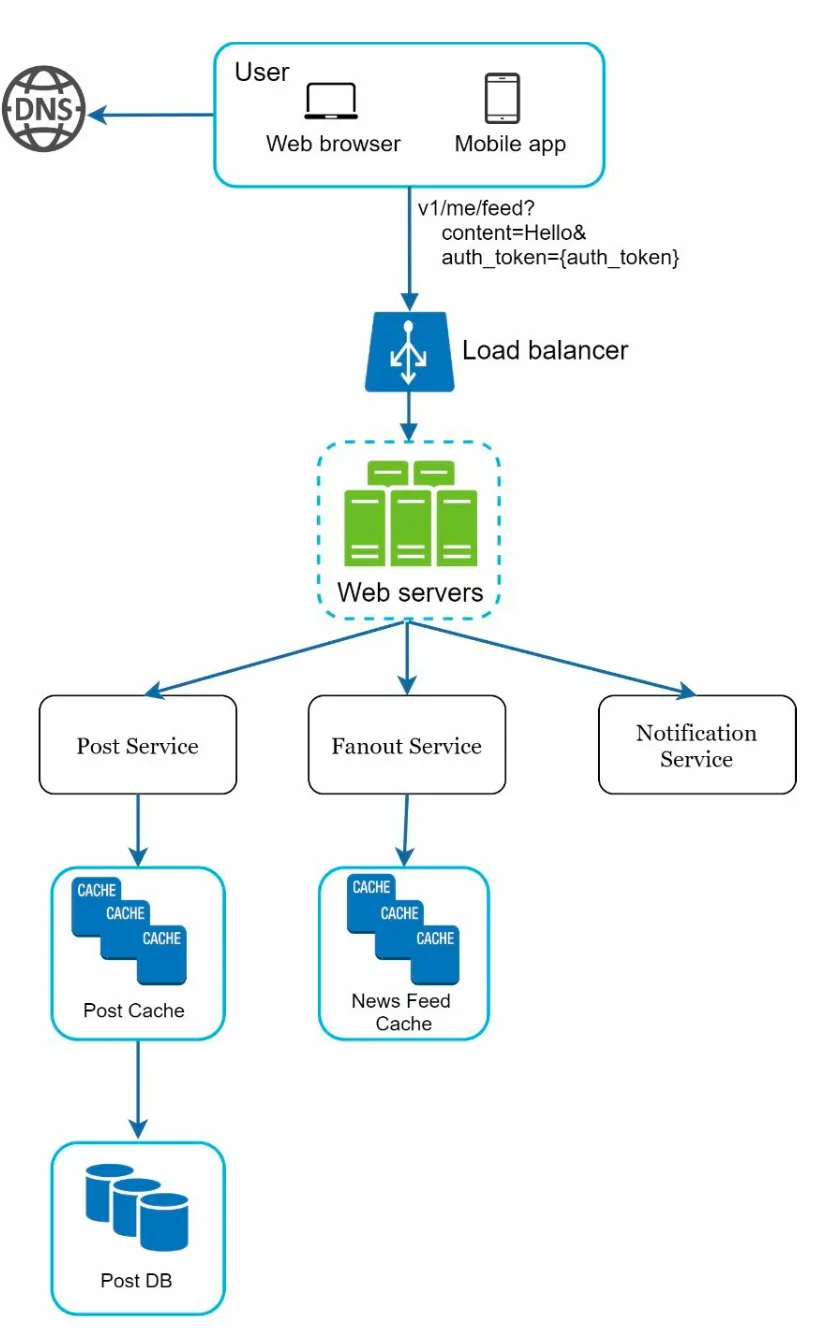 User
DNS
Web browser
Mobile app
v1/me/feed?
content=Hello&
auth_token={auth_token}
Load balancer
Web servers
Post Service
Fanout Service
Notification
Service
CACHE
CACHE
CACHE
Post Cache
CACHE
CACHE
CACHE
News Feed
Cache
Post DB